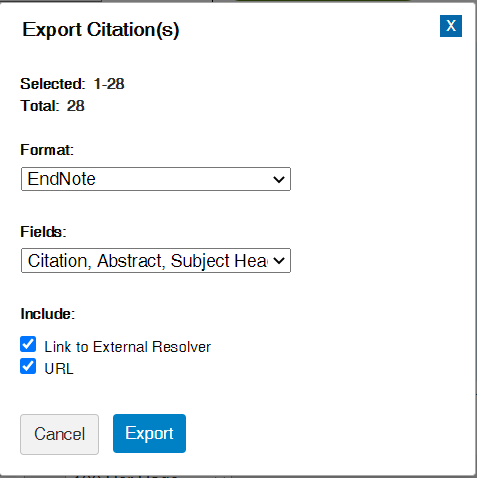 Export Citation(s)
X
Selected: 1-28
Total: 28
Format:
EndNote
Fields:
Citation, Abstract, Subject Hea
Include:
Link to External Resolver
URL
Cancel
Export